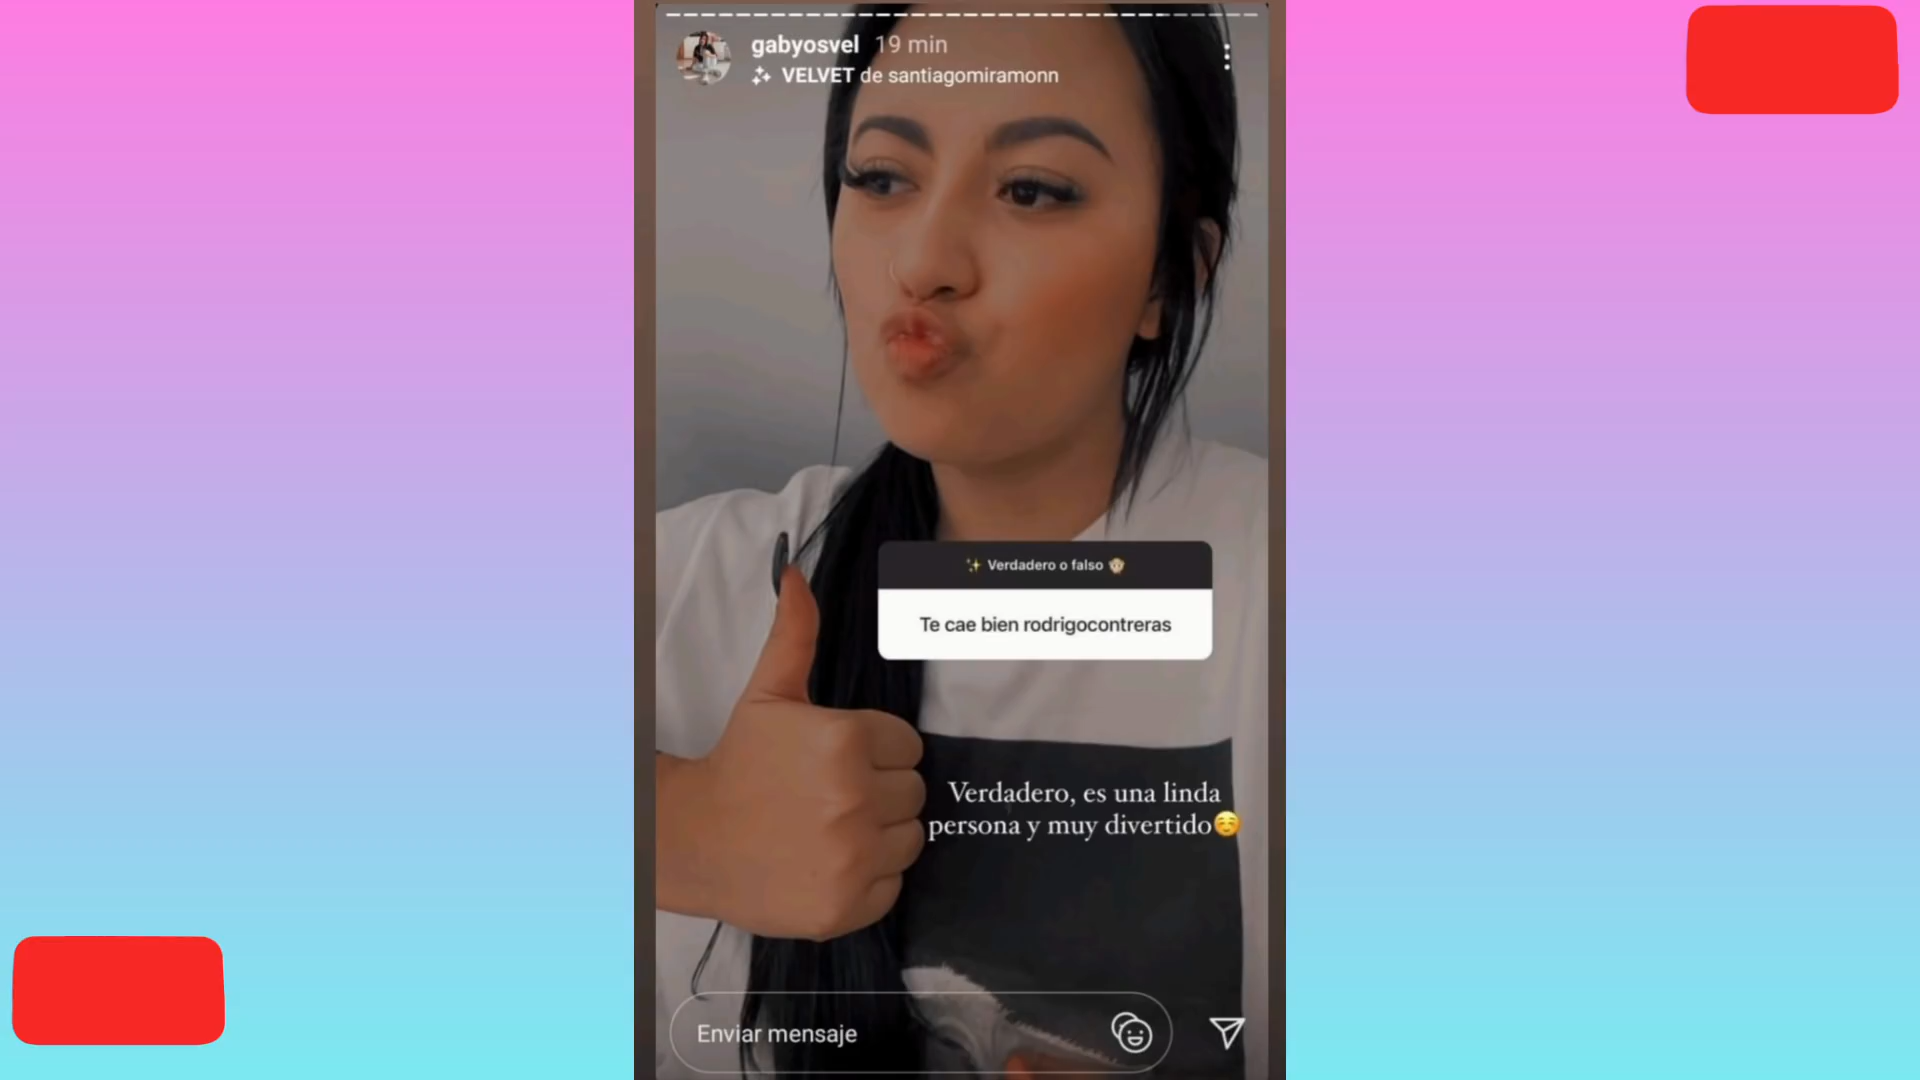 gabyosvel 19 min
VELVET de santiagomiramonn
✨ Verdadero o falso 🙊
Te cae bien rodrigocontreras
Verdadero, es una linda
persona y muy divertido☺️
Enviar mensaje